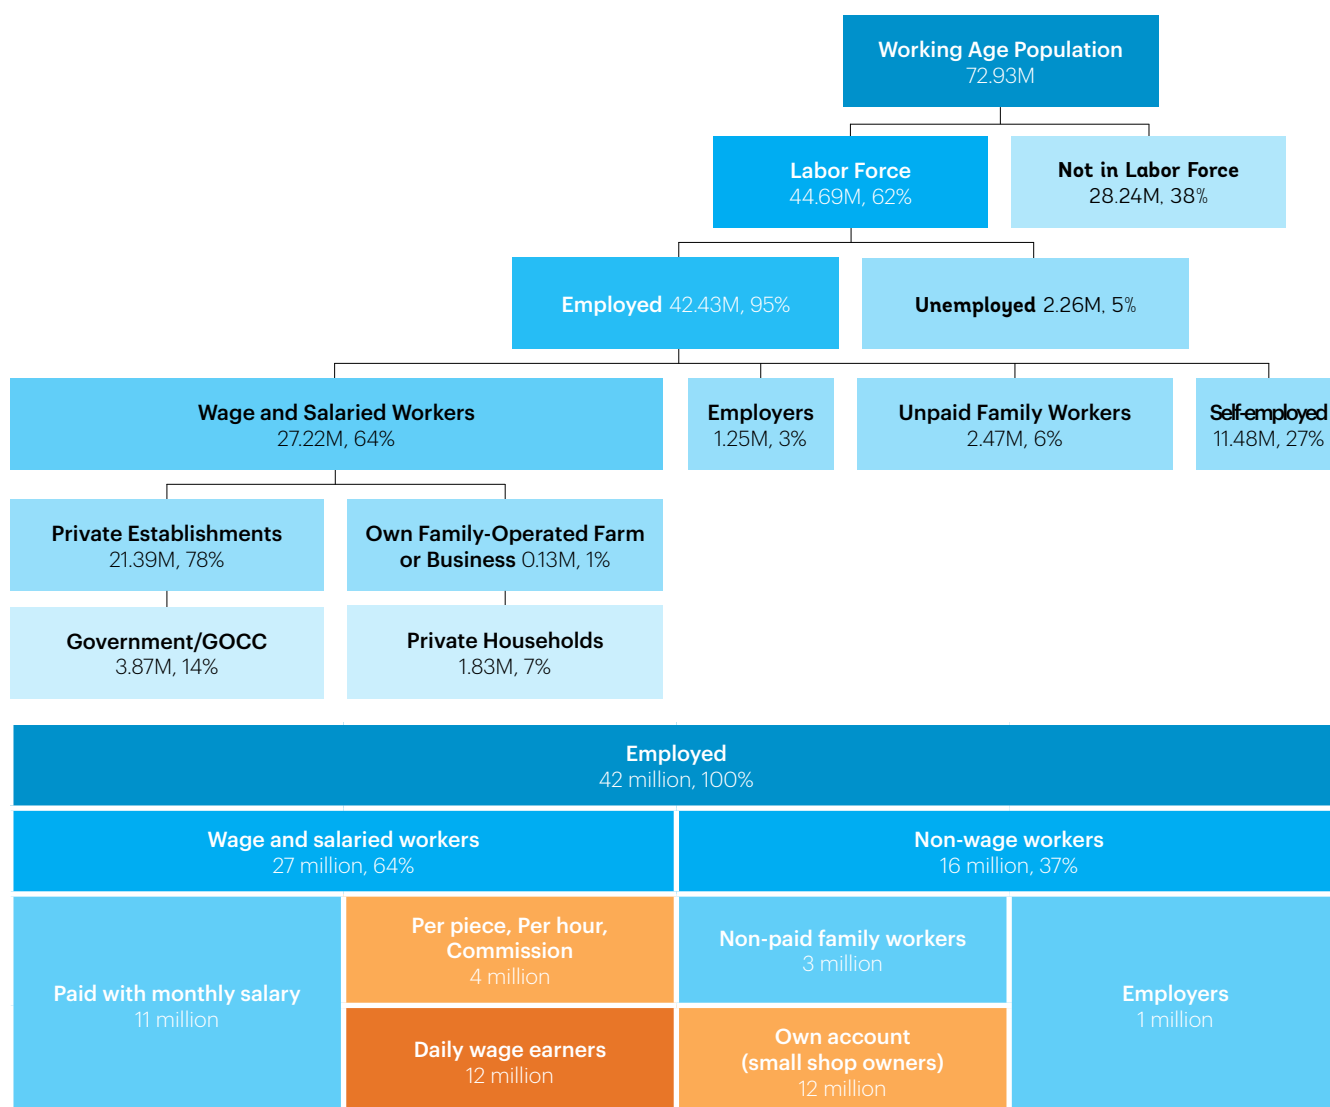 Working Age Population
72.93M
Labor Force
44.69M, 62%
Not in Labor Force
28.24M, 38%
Employed 42.43M, 95%
Unemployed 2.26M, 5%
Wage and Salaried Workers
27.22M, 64%
Employers
1.25M, 3%
Unpaid Family Workers
2.47M, 6%
Self-employed
11.48M, 27%
Private Establishments
21.39M, 78%
Own Family-Operated Farm
or Business 0.13M, 1%
Government/GOCC
3.87M, 14%
Private Households
1.83M, 7%
Employed
42 million, 100%
Wage and salaried workers
27 million, 64%
Non-wage workers
16 million, 37%
Paid with monthly salary
11 million
Per piece, Per hour,
Commission
4 million
Daily wage earners
12 million
Non-paid family workers
3 million
Own account
(small shop owners)
12 million
Employers
1 million